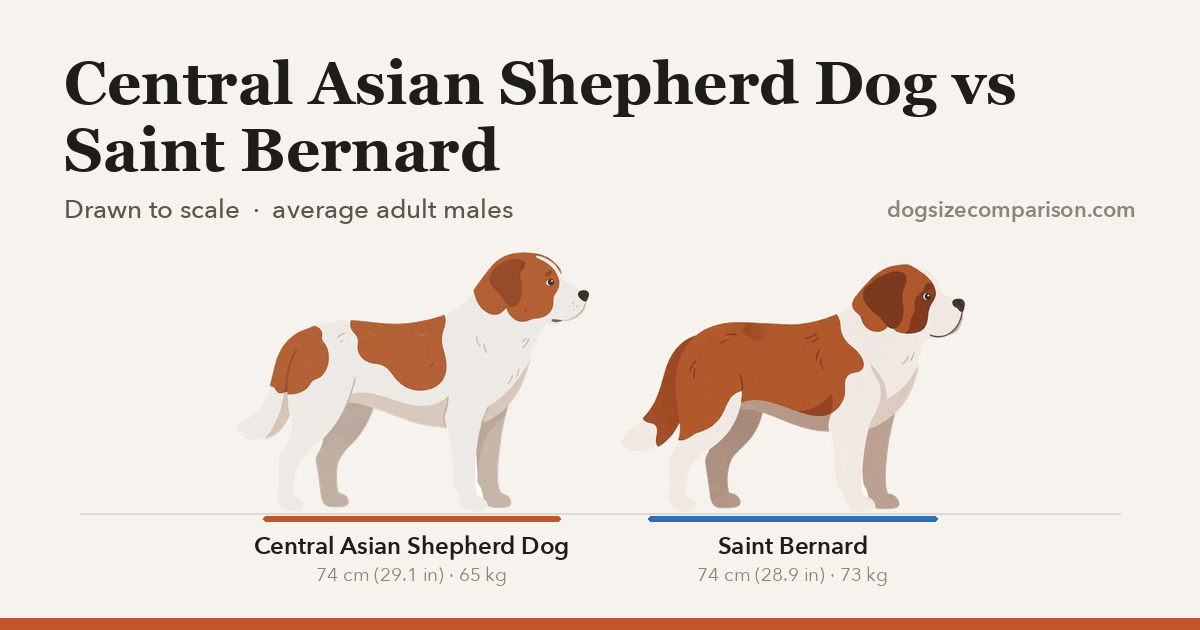 Central Asian Shepherd Dog vs
Saint Bernard
Drawn to scale · average adult males
dogsizecomparison.com
Central Asian Shepherd Dog
74 cm (29.1 in) · 65 kg
Saint Bernard
74 cm (28.9 in) · 73 kg